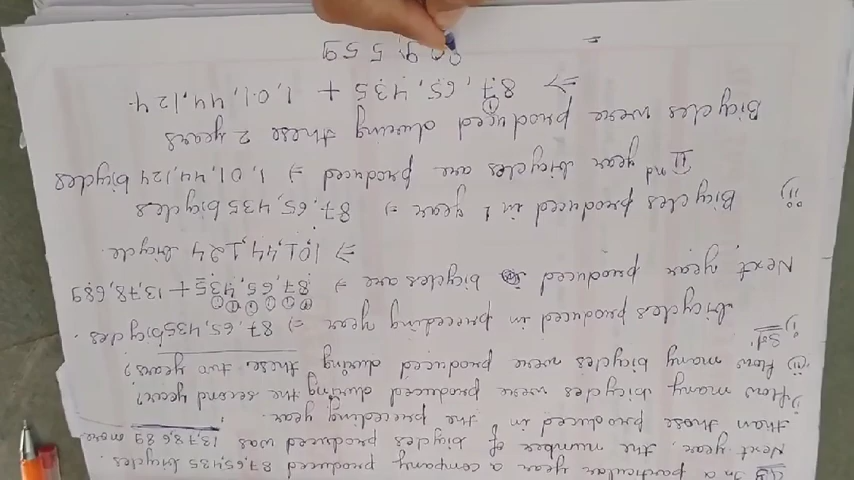 Q3 In a particular year a company produced 87,65,435 bicycles.
Next year, the number of bicycles produced was 13,78,689 more
than those produced in the preceding year.
i) How many bicycles were produced during the second year?
(ii) How many bicycles were produced during these two years?
Sol:
i) bicycles produced in preceding year ⇒ 87,65,435 bicycles.
Next year produced bicycles are ⇒ 87,65,435 + 13,78,689
⇒ 101,44,124 bicycle.
ii) Bicycles produced in 1 year ⇒ 87,65,435 bicycles
IInd year bicycles are produced ⇒ 1,01,44,124 bicycles
Bicycles were produced during these 2 years
⇒ 87,65,435 + 1,01,44,124.
= 09,559